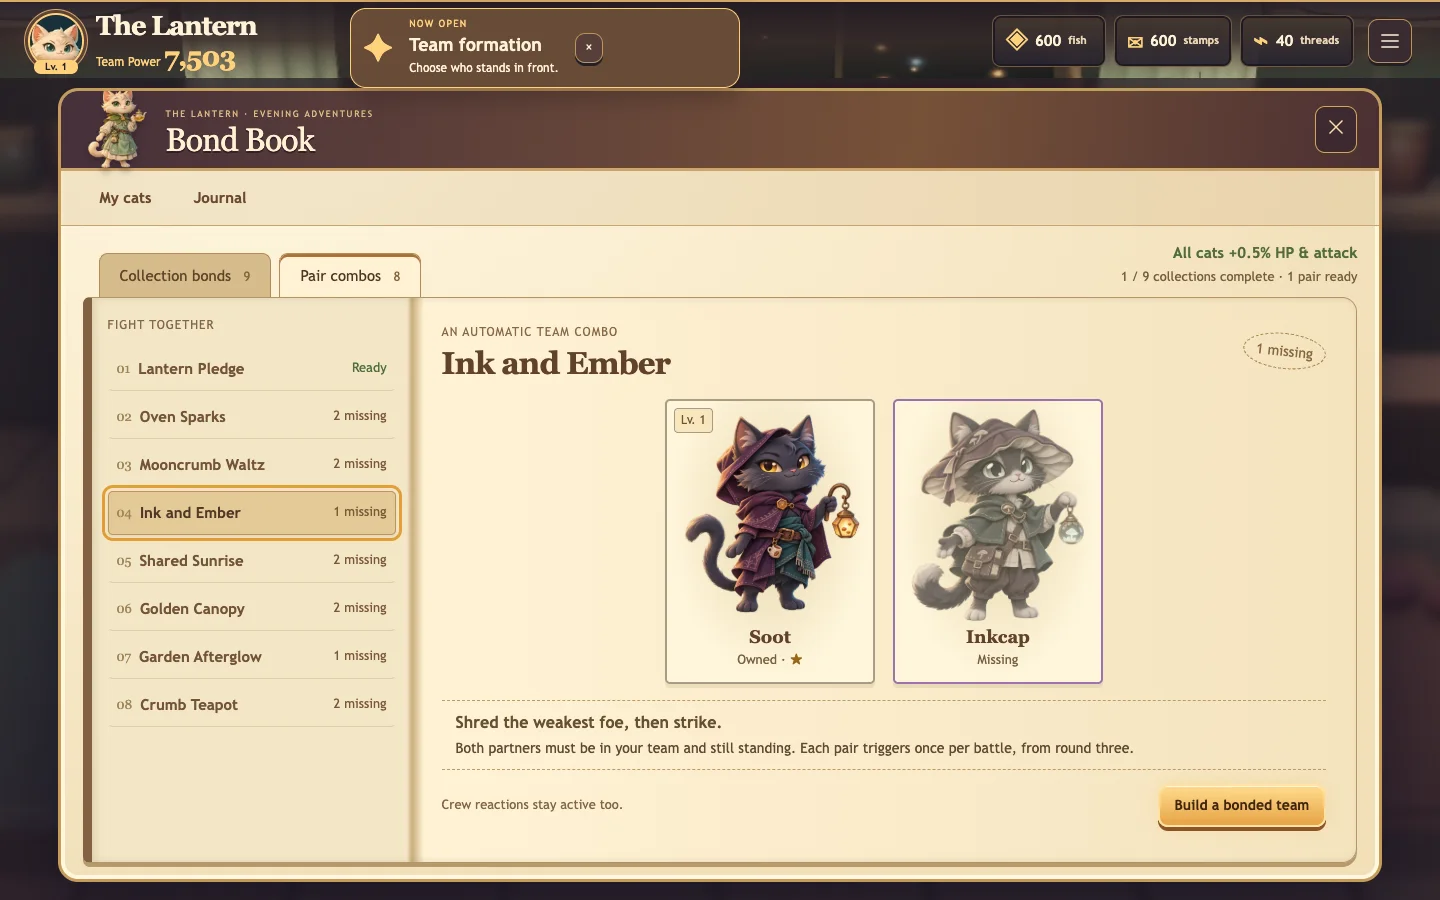 The Lantern
Team Power 7,503
Lv. 1
NOW OPEN
Team formation
Choose who stands in front.
×
600 fish
600 stamps
40 threads
THE LANTERN · EVENING ADVENTURES
Bond Book
My cats
Journal
Collection bonds 9
Pair combos 8
All cats +0.5% HP & attack
1 / 9 collections complete · 1 pair ready
FIGHT TOGETHER
01 Lantern Pledge Ready
02 Oven Sparks 2 missing
03 Mooncrumb Waltz 2 missing
04 Ink and Ember 1 missing
05 Shared Sunrise 2 missing
06 Golden Canopy 2 missing
07 Garden Afterglow 1 missing
08 Crumb Teapot 2 missing
AN AUTOMATIC TEAM COMBO
Ink and Ember
1 missing
Lv. 1
Soot
Owned · ★
Inkcap
Missing
Shred the weakest foe, then strike.
Both partners must be in your team and still standing. Each pair triggers once per battle, from round three.
Crew reactions stay active too.
Build a bonded team